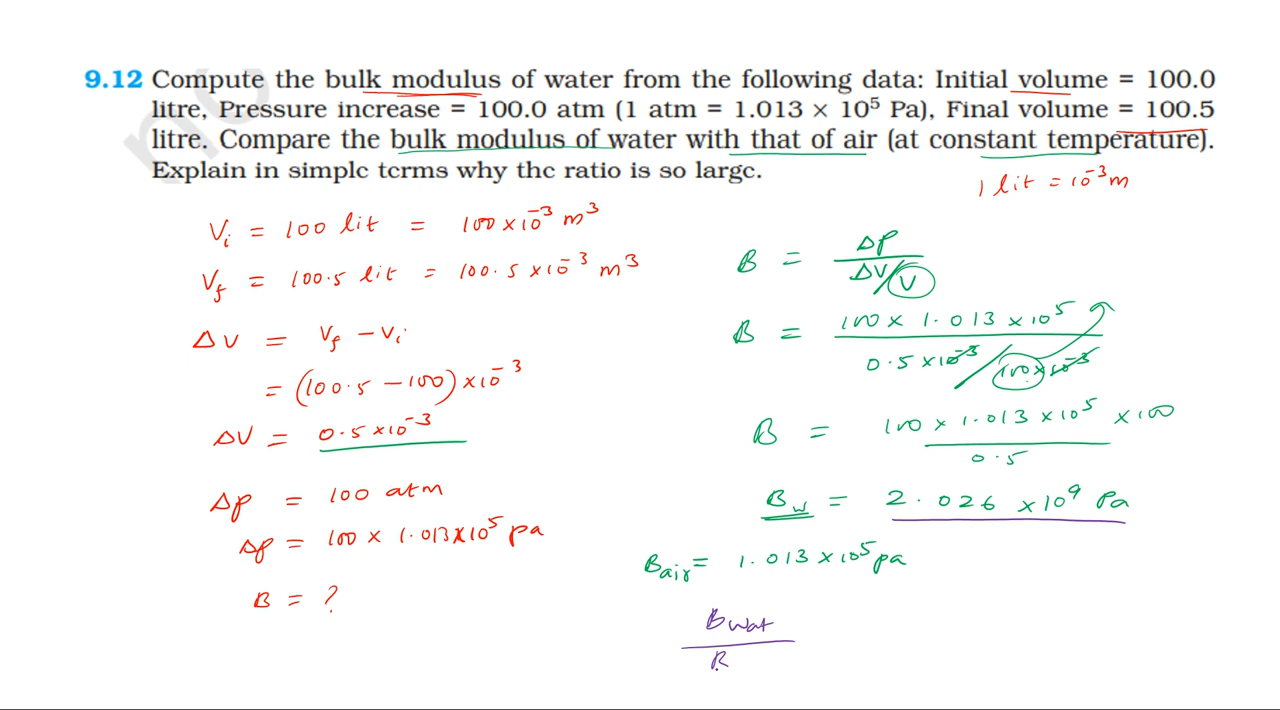 9.12 Compute the bulk modulus of water from the following data: Initial volume = 100.0
litre, Pressure increase = 100.0 atm (1 atm = 1.013 × 10⁵ Pa), Final volume = 100.5
litre. Compare the bulk modulus of water with that of air (at constant temperature).
Explain in simple terms why the ratio is so large.
1 lit = 10⁻³ m
Vᵢ = 100 lit = 100 × 10⁻³ m³
V_f = 100.5 lit = 100.5 × 10⁻³ m³
ΔV = V_f − Vᵢ
= (100.5 − 100) × 10⁻³
ΔV = 0.5 × 10⁻³
Δp = 100 atm
Δp = 100 × 1.013 × 10⁵ pa
B = ?
B = ΔP / ΔV/V
B = 100 × 1.013 × 10⁵ / 0.5 × 10⁻³ / 100 × 10⁻³
B = 100 × 1.013 × 10⁵ × 100 / 0.5
B_w = 2.026 × 10⁹ Pa
B_air = 1.013 × 10⁵ pa
B_wat
B